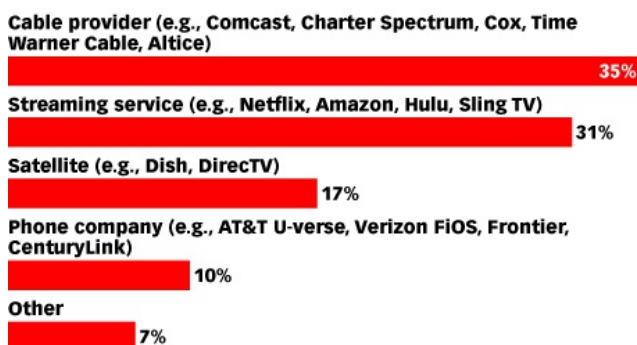 Cable provider (e.g., Comcast, Charter Spectrum, Cox, Time
Warner Cable, Altice)
35%
Streaming service (e.g., Netflix, Amazon, Hulu, Sling TV)
31%
Satellite (e.g., Dish, DirecTV)
17%
Phone company (e.g., AT&T U-verse, Verizon FiOS, Frontier,
CenturyLink)
10%
Other
7%